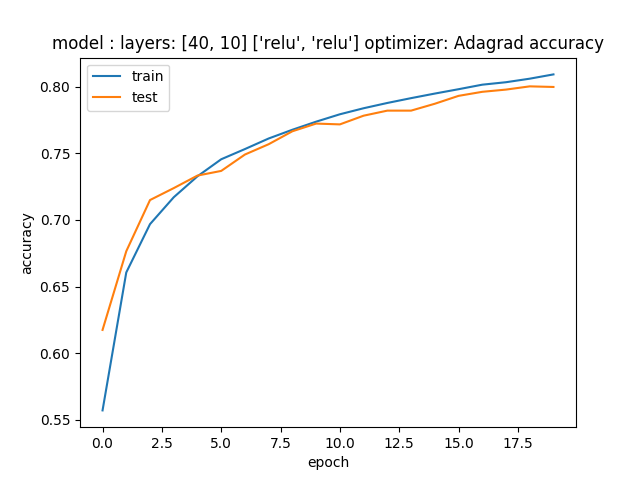 model : layers: [40, 10] ['relu', 'relu'] optimizer: Adagrad accuracy
train
test
0.80
0.75
0.70
0.65
0.60
0.55
accuracy
0.0 2.5 5.0 7.5 10.0 12.5 15.0 17.5
epoch